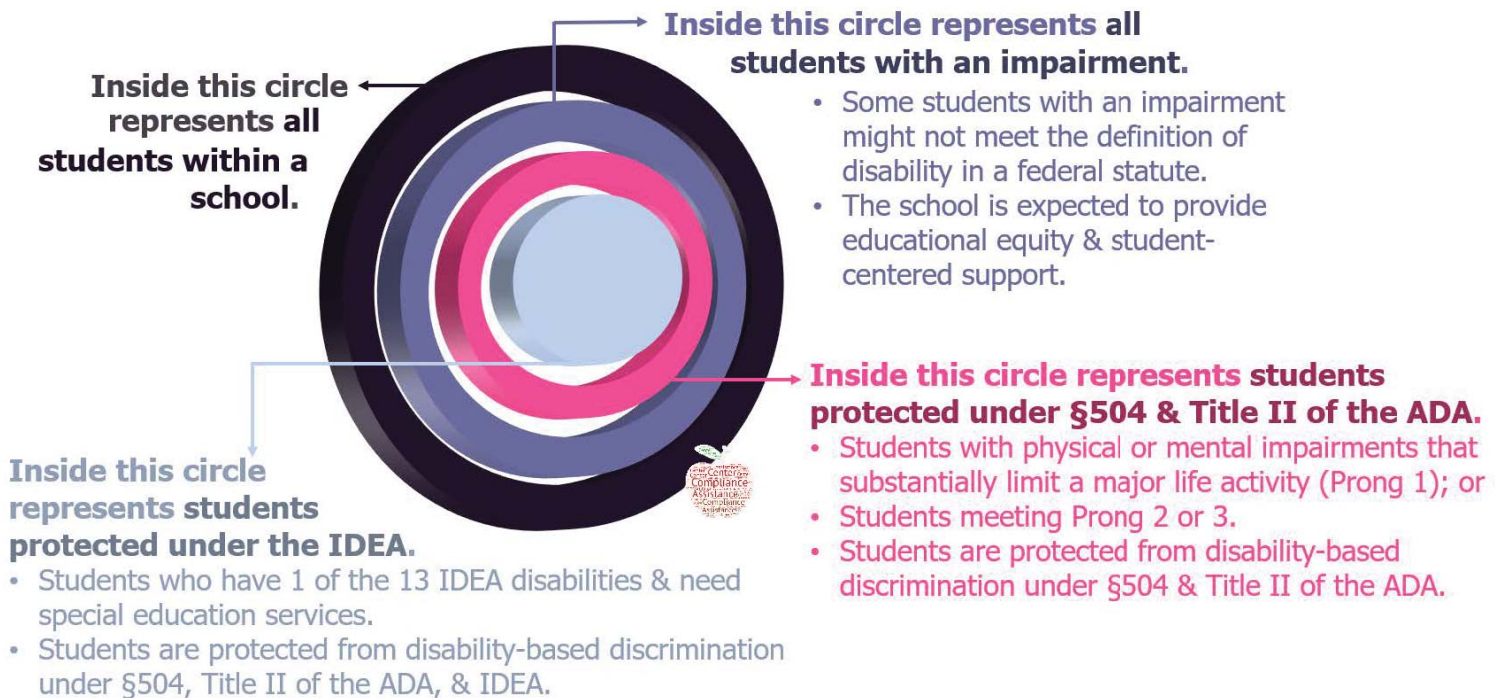 Inside this circle
represents all
students within a
school.
Inside this circle represents all
students with an impairment.
• Some students with an impairment
might not meet the definition of
disability in a federal statute.
• The school is expected to provide
educational equity & student-
centered support.
Inside this circle represents students
protected under §504 & Title II of the ADA.
• Students with physical or mental impairments that
substantially limit a major life activity (Prong 1); or
• Students meeting Prong 2 or 3.
• Students are protected from disability-based
discrimination under §504 & Title II of the ADA.
Inside this circle
represents students
protected under the IDEA.
• Students who have 1 of the 13 IDEA disabilities & need
special education services.
• Students are protected from disability-based discrimination
under §504, Title II of the ADA, & IDEA.
Center
Compliance
Assistance
Compliance
Assistance